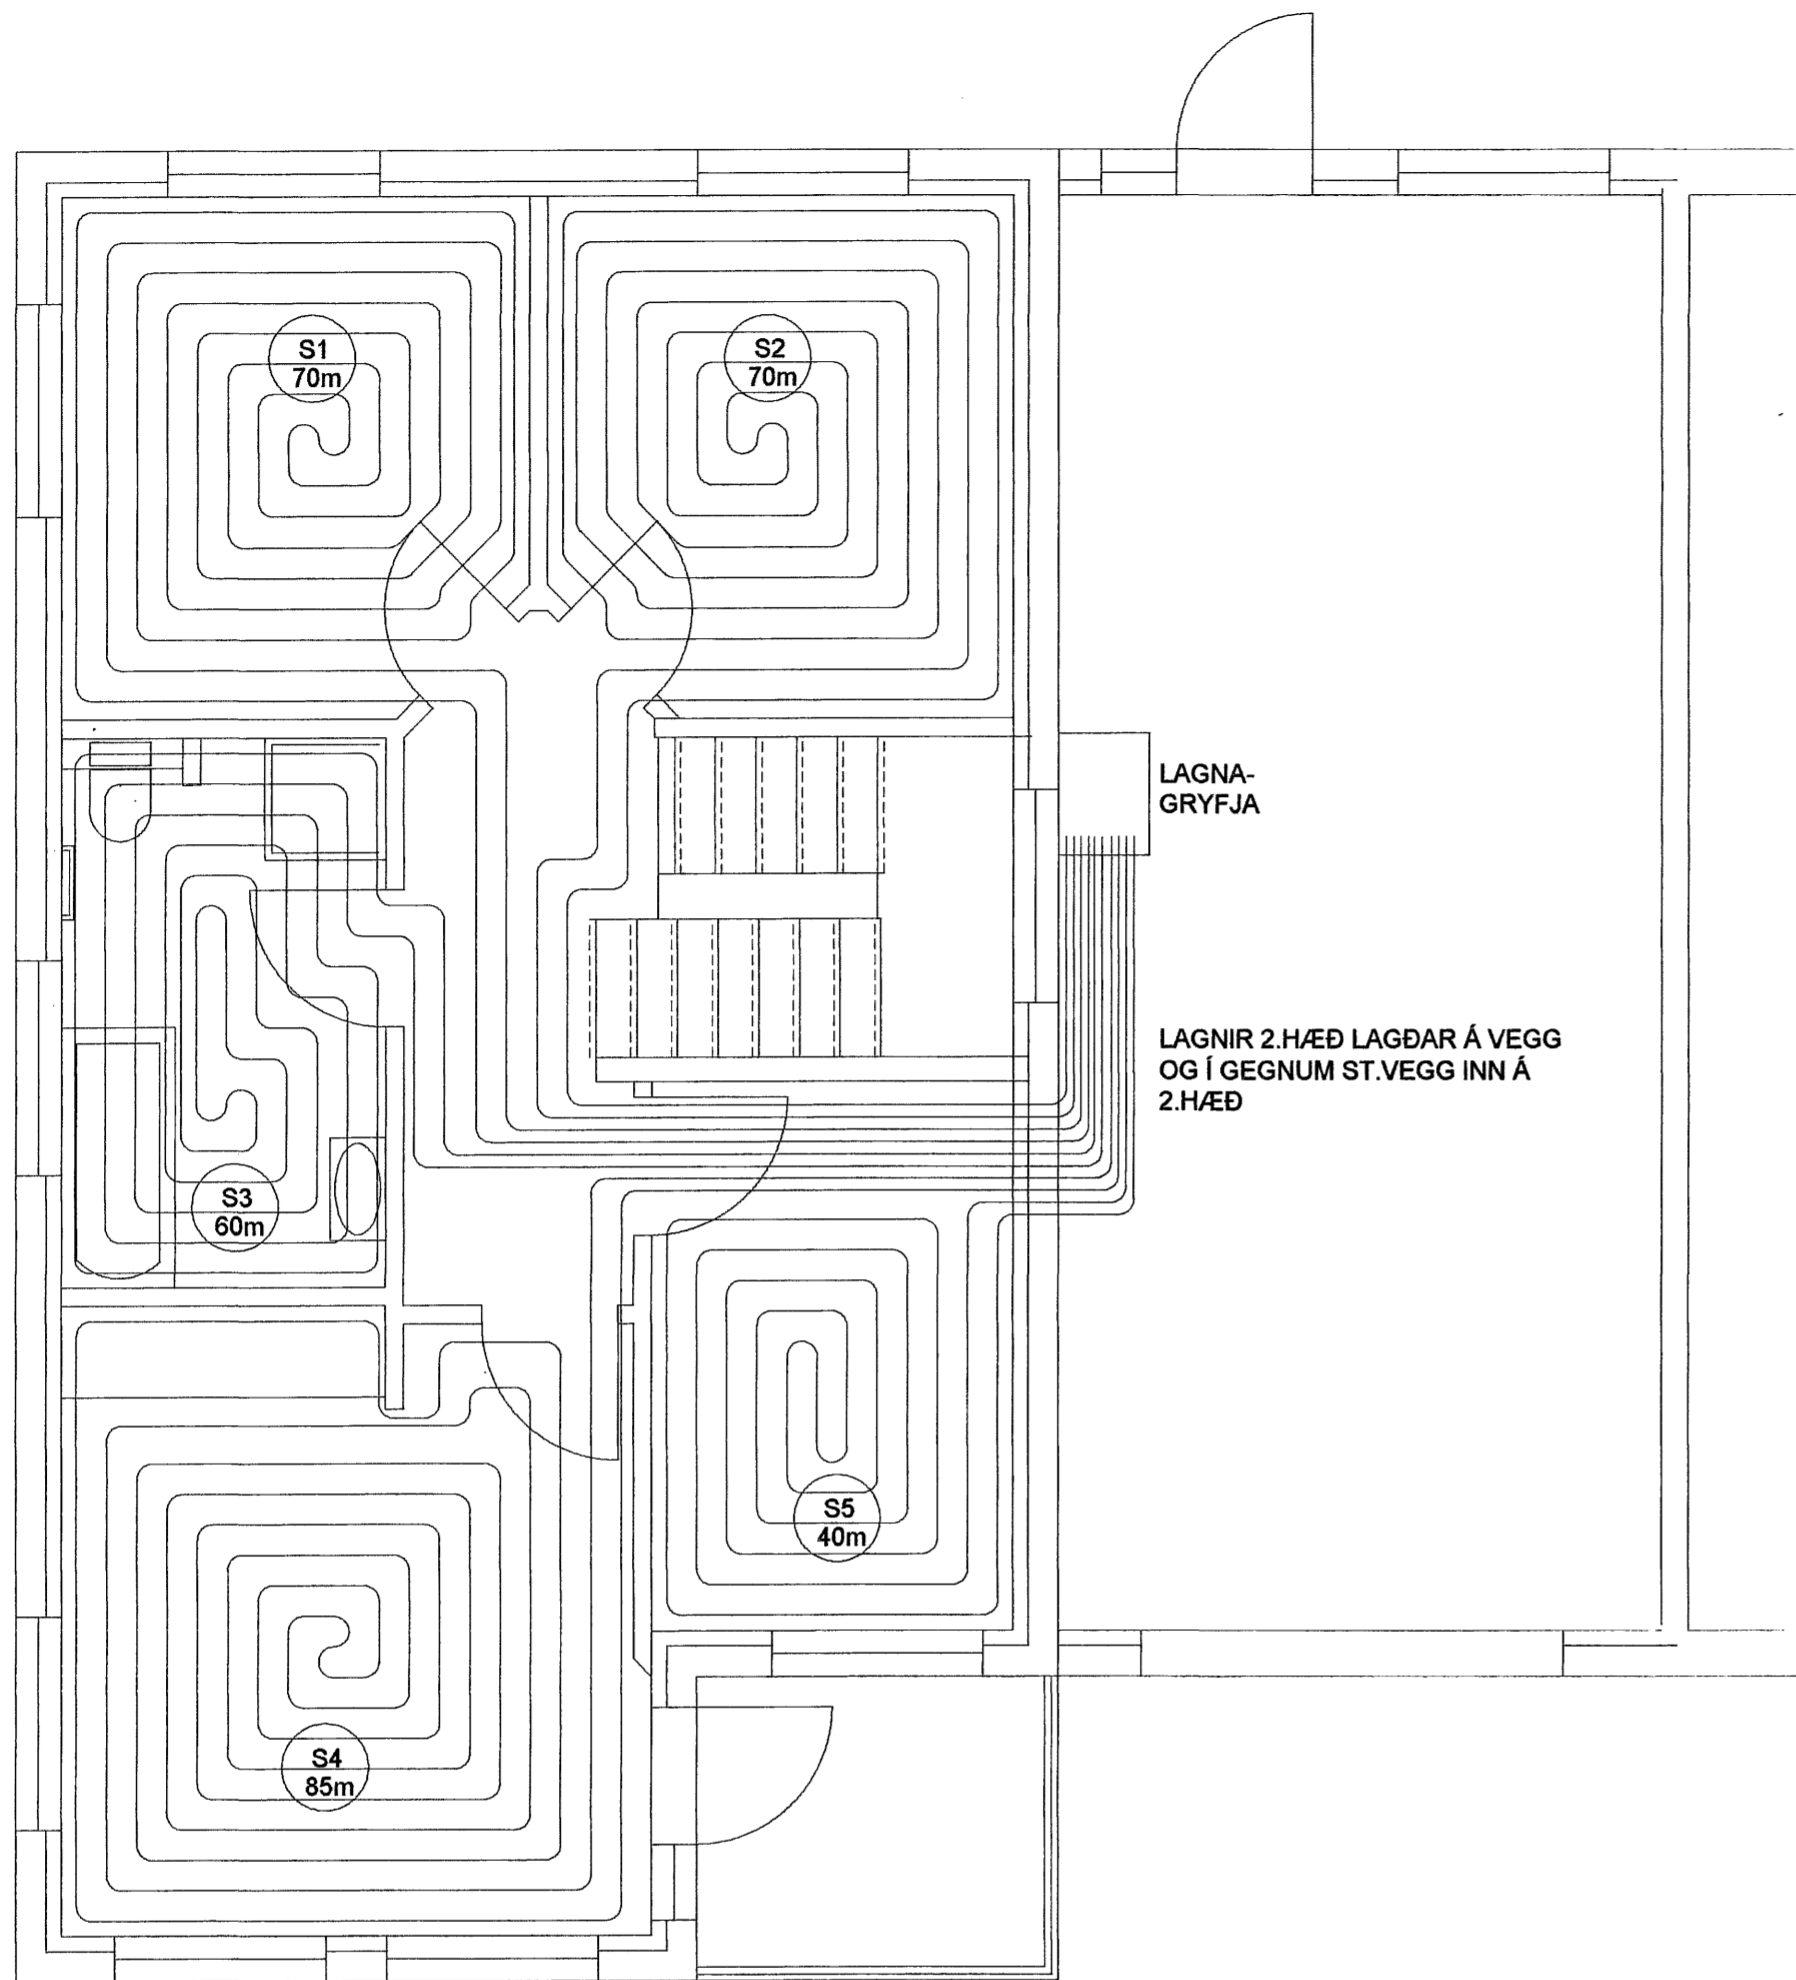 S1
70m
S2
70m
LAGNA-
GRYFJA
LAGNIR 2.HÆÐ LAGÐAR Á VEGG
OG Í GEGNUM ST.VEGG INN Á
2.HÆÐ
S3
60m
S5
40m
S4
85m